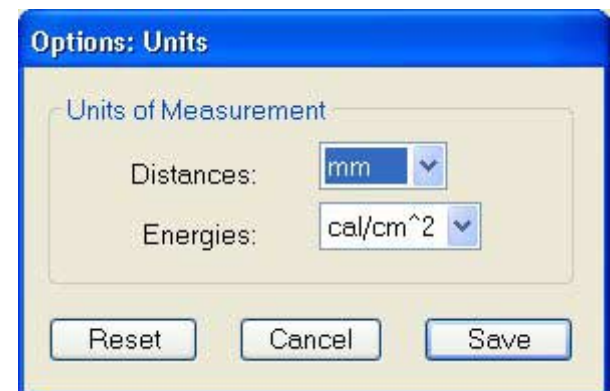 Options: Units
Units of Measurement
Distances: mm
Energies: cal/cm^2
Reset Cancel Save